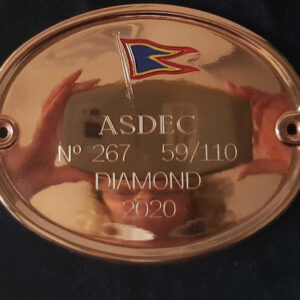 ASDEC
Nº 267 59/110
DIAMOND
2020